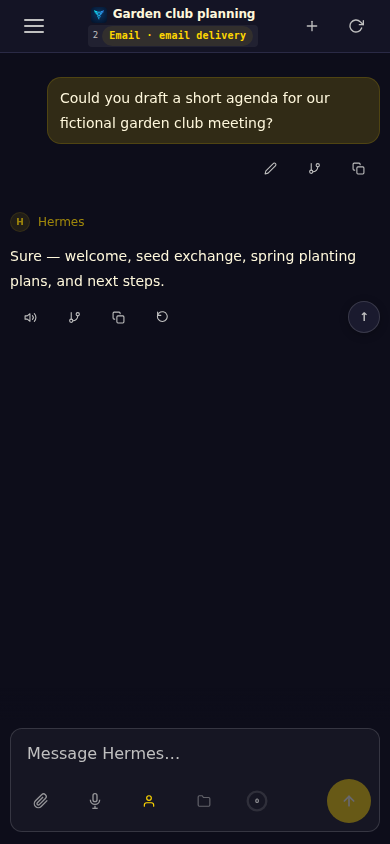 Garden club planning
2 Email · email delivery
Could you draft a short agenda for our
fictional garden club meeting?
H Hermes
Sure — welcome, seed exchange, spring planting
plans, and next steps.
Message Hermes...
0